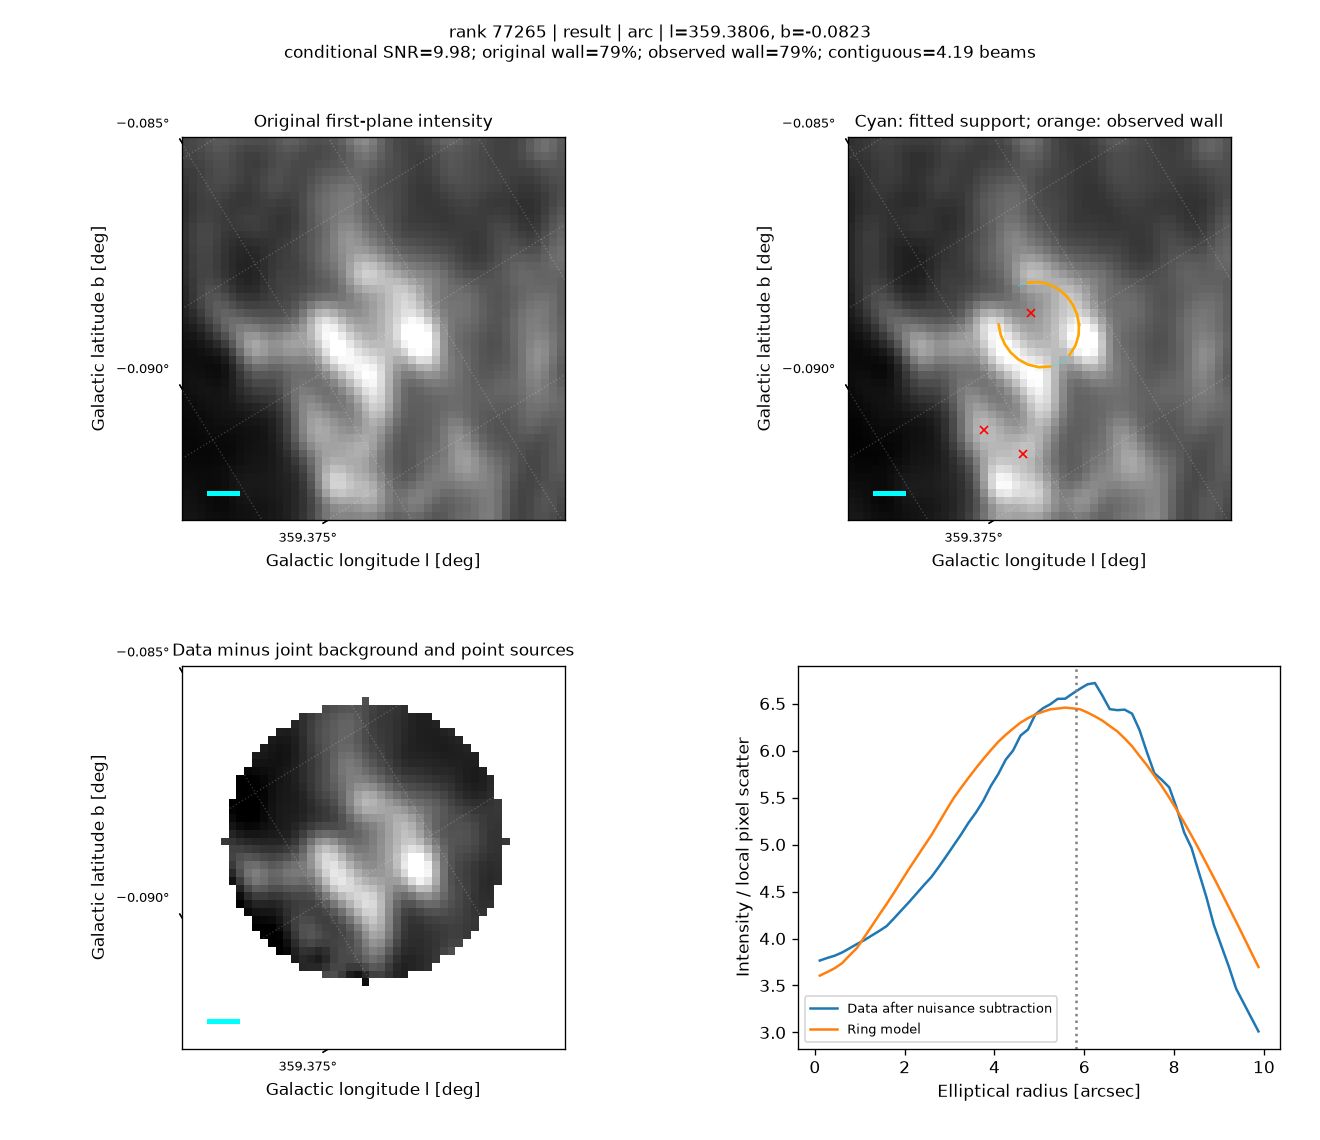 rank 77265 | result | arc | l=359.3806, b=-0.0823
conditional SNR=9.98; original wall=79%; observed wall=79%; contiguous=4.19 beams
Original first-plane intensity
−0.085°
−0.090°
Galactic latitude b [deg]
359.375°
Galactic longitude l [deg]
Cyan: fitted support; orange: observed wall
−0.085°
−0.090°
Galactic latitude b [deg]
359.375°
Galactic longitude l [deg]
Data minus joint background and point sources
−0.085°
−0.090°
Galactic latitude b [deg]
359.375°
Galactic longitude l [deg]
Intensity / local pixel scatter
6.5
6.0
5.5
5.0
4.5
4.0
3.5
3.0
Data after nuisance subtraction
Ring model
0 2 4 6 8 10
Elliptical radius [arcsec]